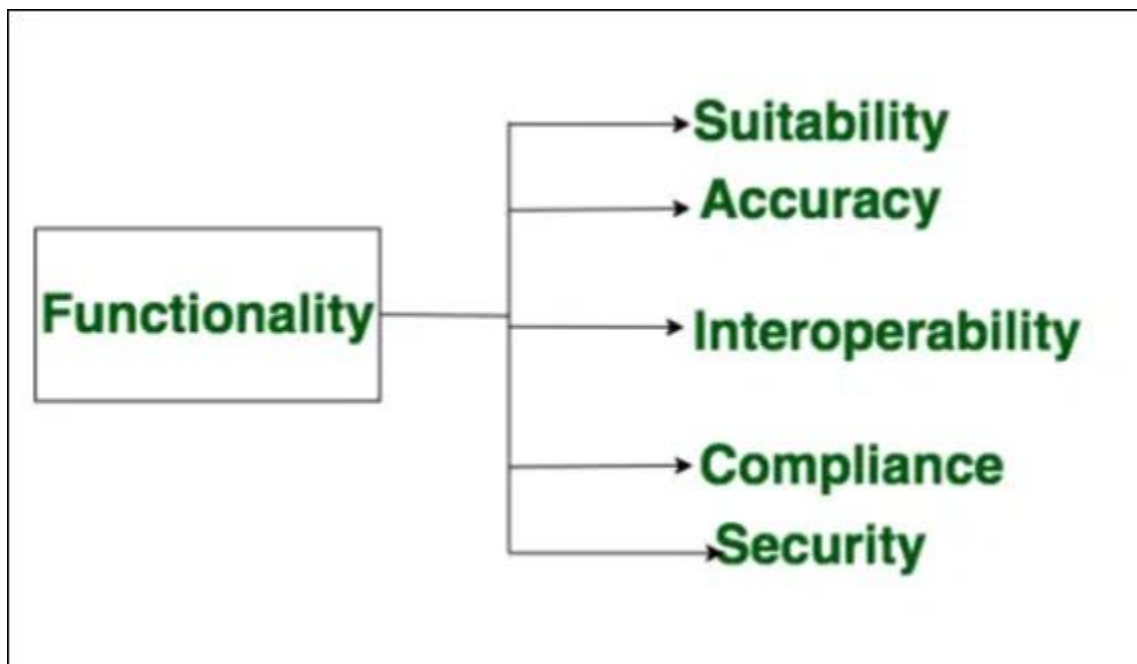 Functionality
Suitability
Accuracy
Interoperability
Compliance
Security